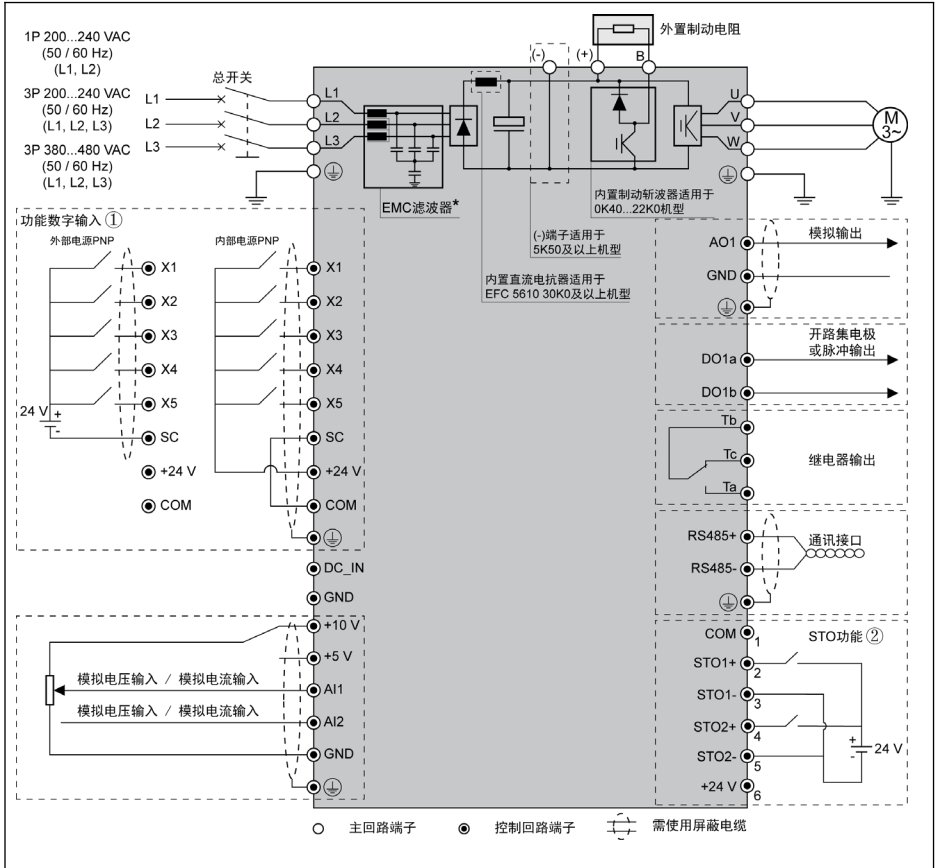 1P 200...240 VAC
(50 / 60 Hz)
(L1, L2)
3P 200...240 VAC
(50 / 60 Hz)
(L1, L2, L3)
3P 380...480 VAC
(50 / 60 Hz)
(L1, L2, L3)
总开关
L1
L2
L3
L1
L2
L3
EMC滤波器*
(-)
(+)
B
外置制动电阻
U
V
W
M
3~
内置制动斩波器适用于
0K40...22K0机型
(-)端子适用于
5K50及以上机型
内置直流电抗器适用于
EFC 5610 30K0及以上机型
功能数字输入①
外部电源PNP
内部电源PNP
X1
X2
X3
X4
X5
24 V
+
-
SC
+24 V
COM
X1
X2
X3
X4
X5
SC
+24 V
COM
DC_IN
GND
+10 V
+5 V
模拟电压输入 / 模拟电流输入
AI1
模拟电压输入 / 模拟电流输入
AI2
GND
AO1
模拟输出
GND
开路集电极
或脉冲输出
DO1a
DO1b
Tb
Tc
Ta
继电器输出
RS485+
RS485-
通讯接口
COM
1
STO功能②
STO1+
2
STO1-
3
STO2+
4
STO2-
5
+24 V
6
+
-
24 V
主回路端子
控制回路端子
需使用屏蔽电缆